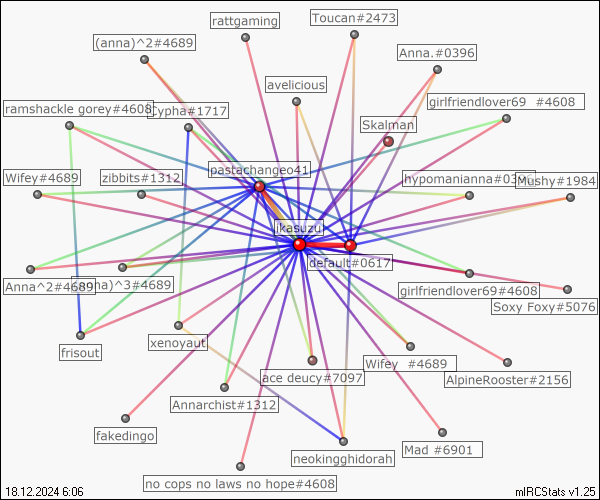 rattgaming
Toucan#2473
(anna)^2#4689
Anna.#0396
avelicious
ramshackle gorey#4608
Cypha#1717
girlfriendlover69 #4608
Skalman
pastachangeo41
Wifey#4689
zibbits#1312
hypomanianna#03
Mushy#1984
ikasuzu
default#0617
Anna^2#4689
ha)^3#4689
girlfriendlover69#4608
Soxy Foxy#5076
frisout
xenoyaut
Wifey #4689
ace deucy#7097
AlpineRooster#2156
Annarchist#1312
fakedingo
neokingghidorah
Mad #6901
no cops no laws no hope#4608
18.12.2024 6:06
mIRCStats v1.25